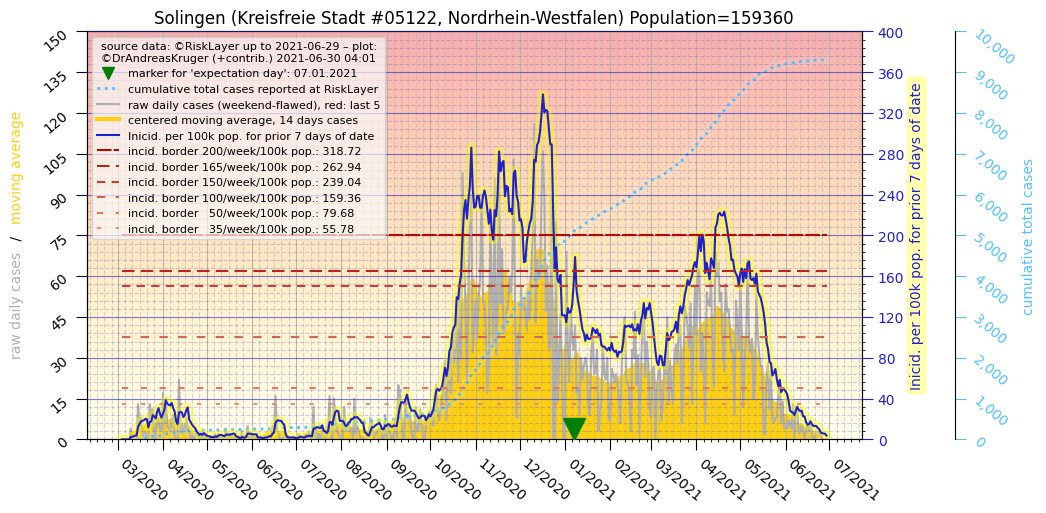 Solingen (Kreisfreie Stadt #05122, Nordrhein-Westfalen) Population=159360
source data: ©RiskLayer up to 2021-06-29 – plot:
©DrAndreasKruger (+contrib.) 2021-06-30 04:01
marker for 'expectation day': 07.01.2021
cumulative total cases reported at RiskLayer
raw daily cases (weekend-flawed), red: last 5
centered moving average, 14 days cases
Inicid. per 100k pop. for prior 7 days of date
incid. border 200/week/100k pop.: 318.72
incid. border 165/week/100k pop.: 262.94
incid. border 150/week/100k pop.: 239.04
incid. border 100/week/100k pop.: 159.36
incid. border   50/week/100k pop.: 79.68
incid. border   35/week/100k pop.: 55.78
raw daily cases  /  moving average
150
135
120
105
90
75
60
45
30
15
0
400
360
320
280
240
200
160
120
80
40
0
Inicid. per 100k pop. for prior 7 days of date
10,000
9,000
8,000
7,000
6,000
5,000
4,000
3,000
2,000
1,000
0
cumulative total cases
03/2020
04/2020
05/2020
06/2020
07/2020
08/2020
09/2020
10/2020
11/2020
12/2020
01/2021
02/2021
03/2021
04/2021
05/2021
06/2021
07/2021